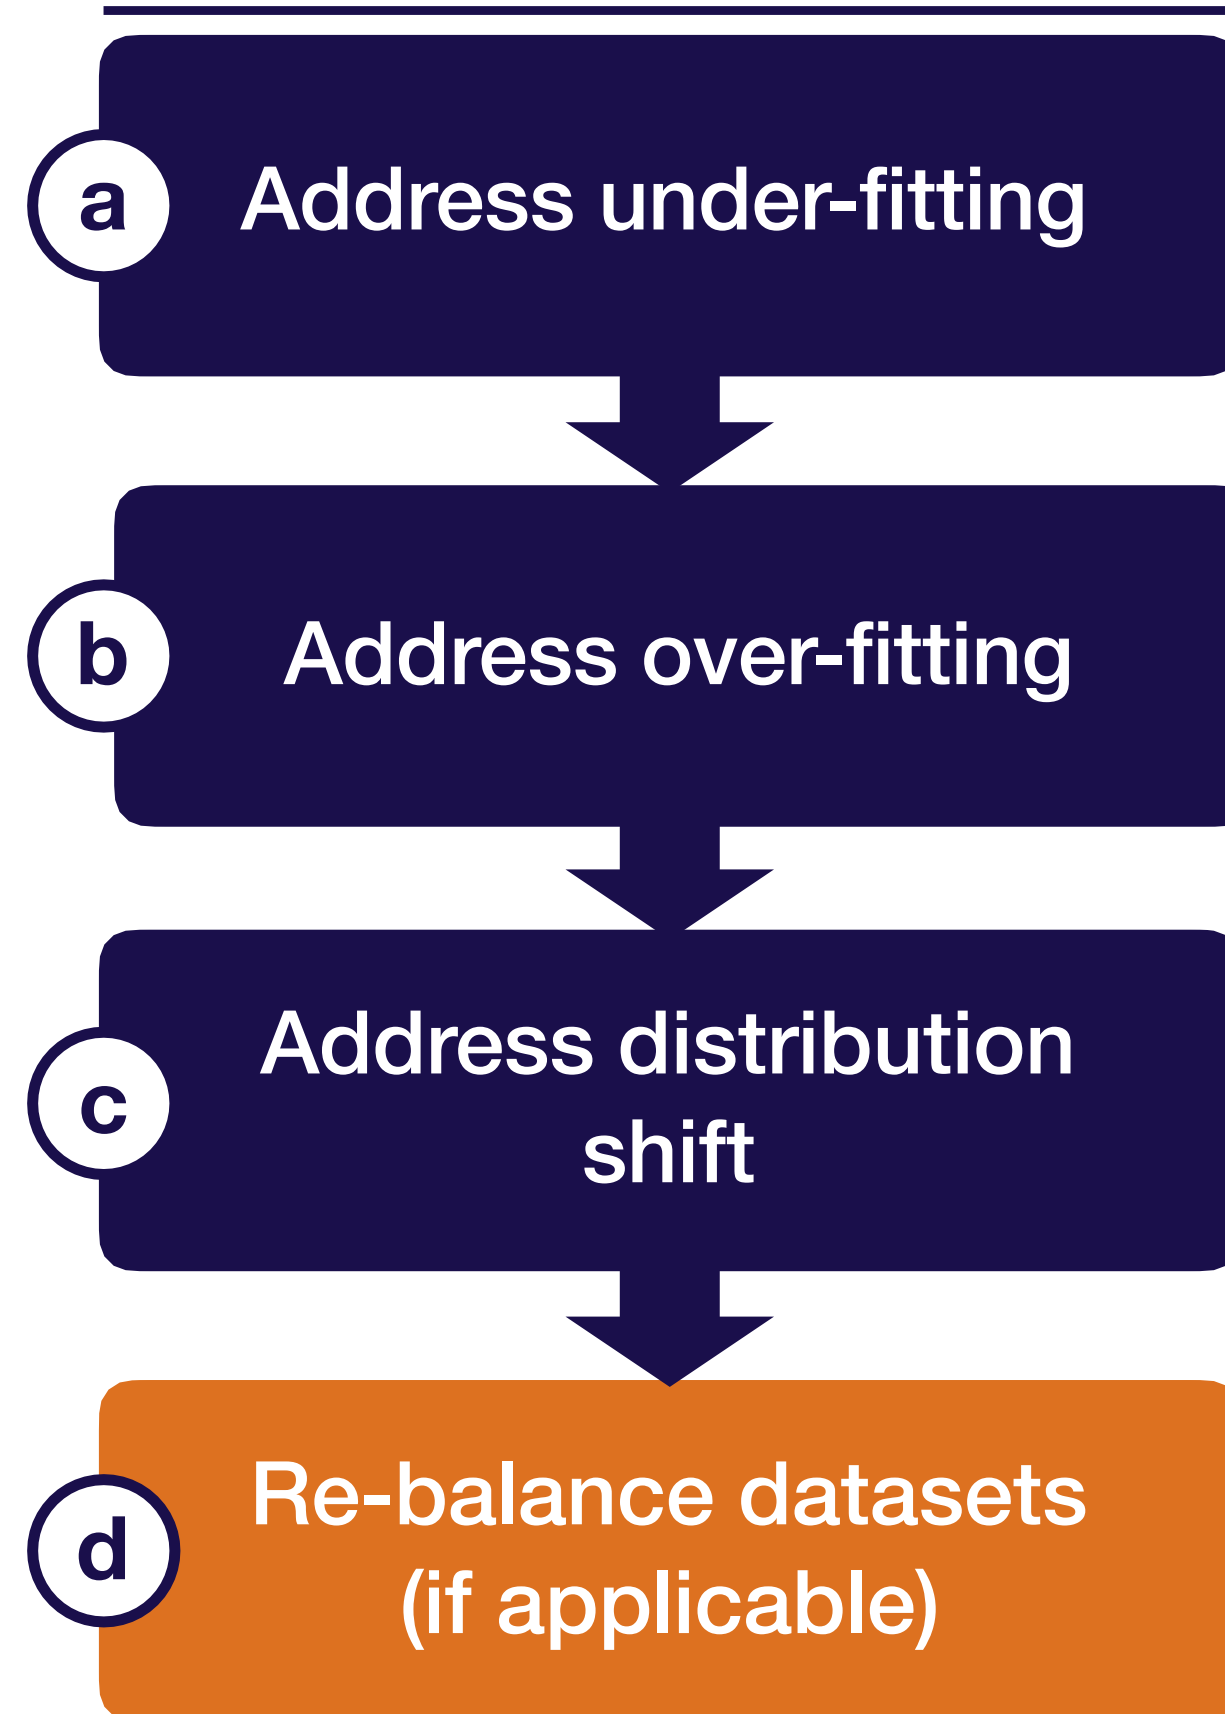 a
Address under-fitting
b
Address over-fitting
c
Address distribution
shift
d
Re-balance datasets
(if applicable)